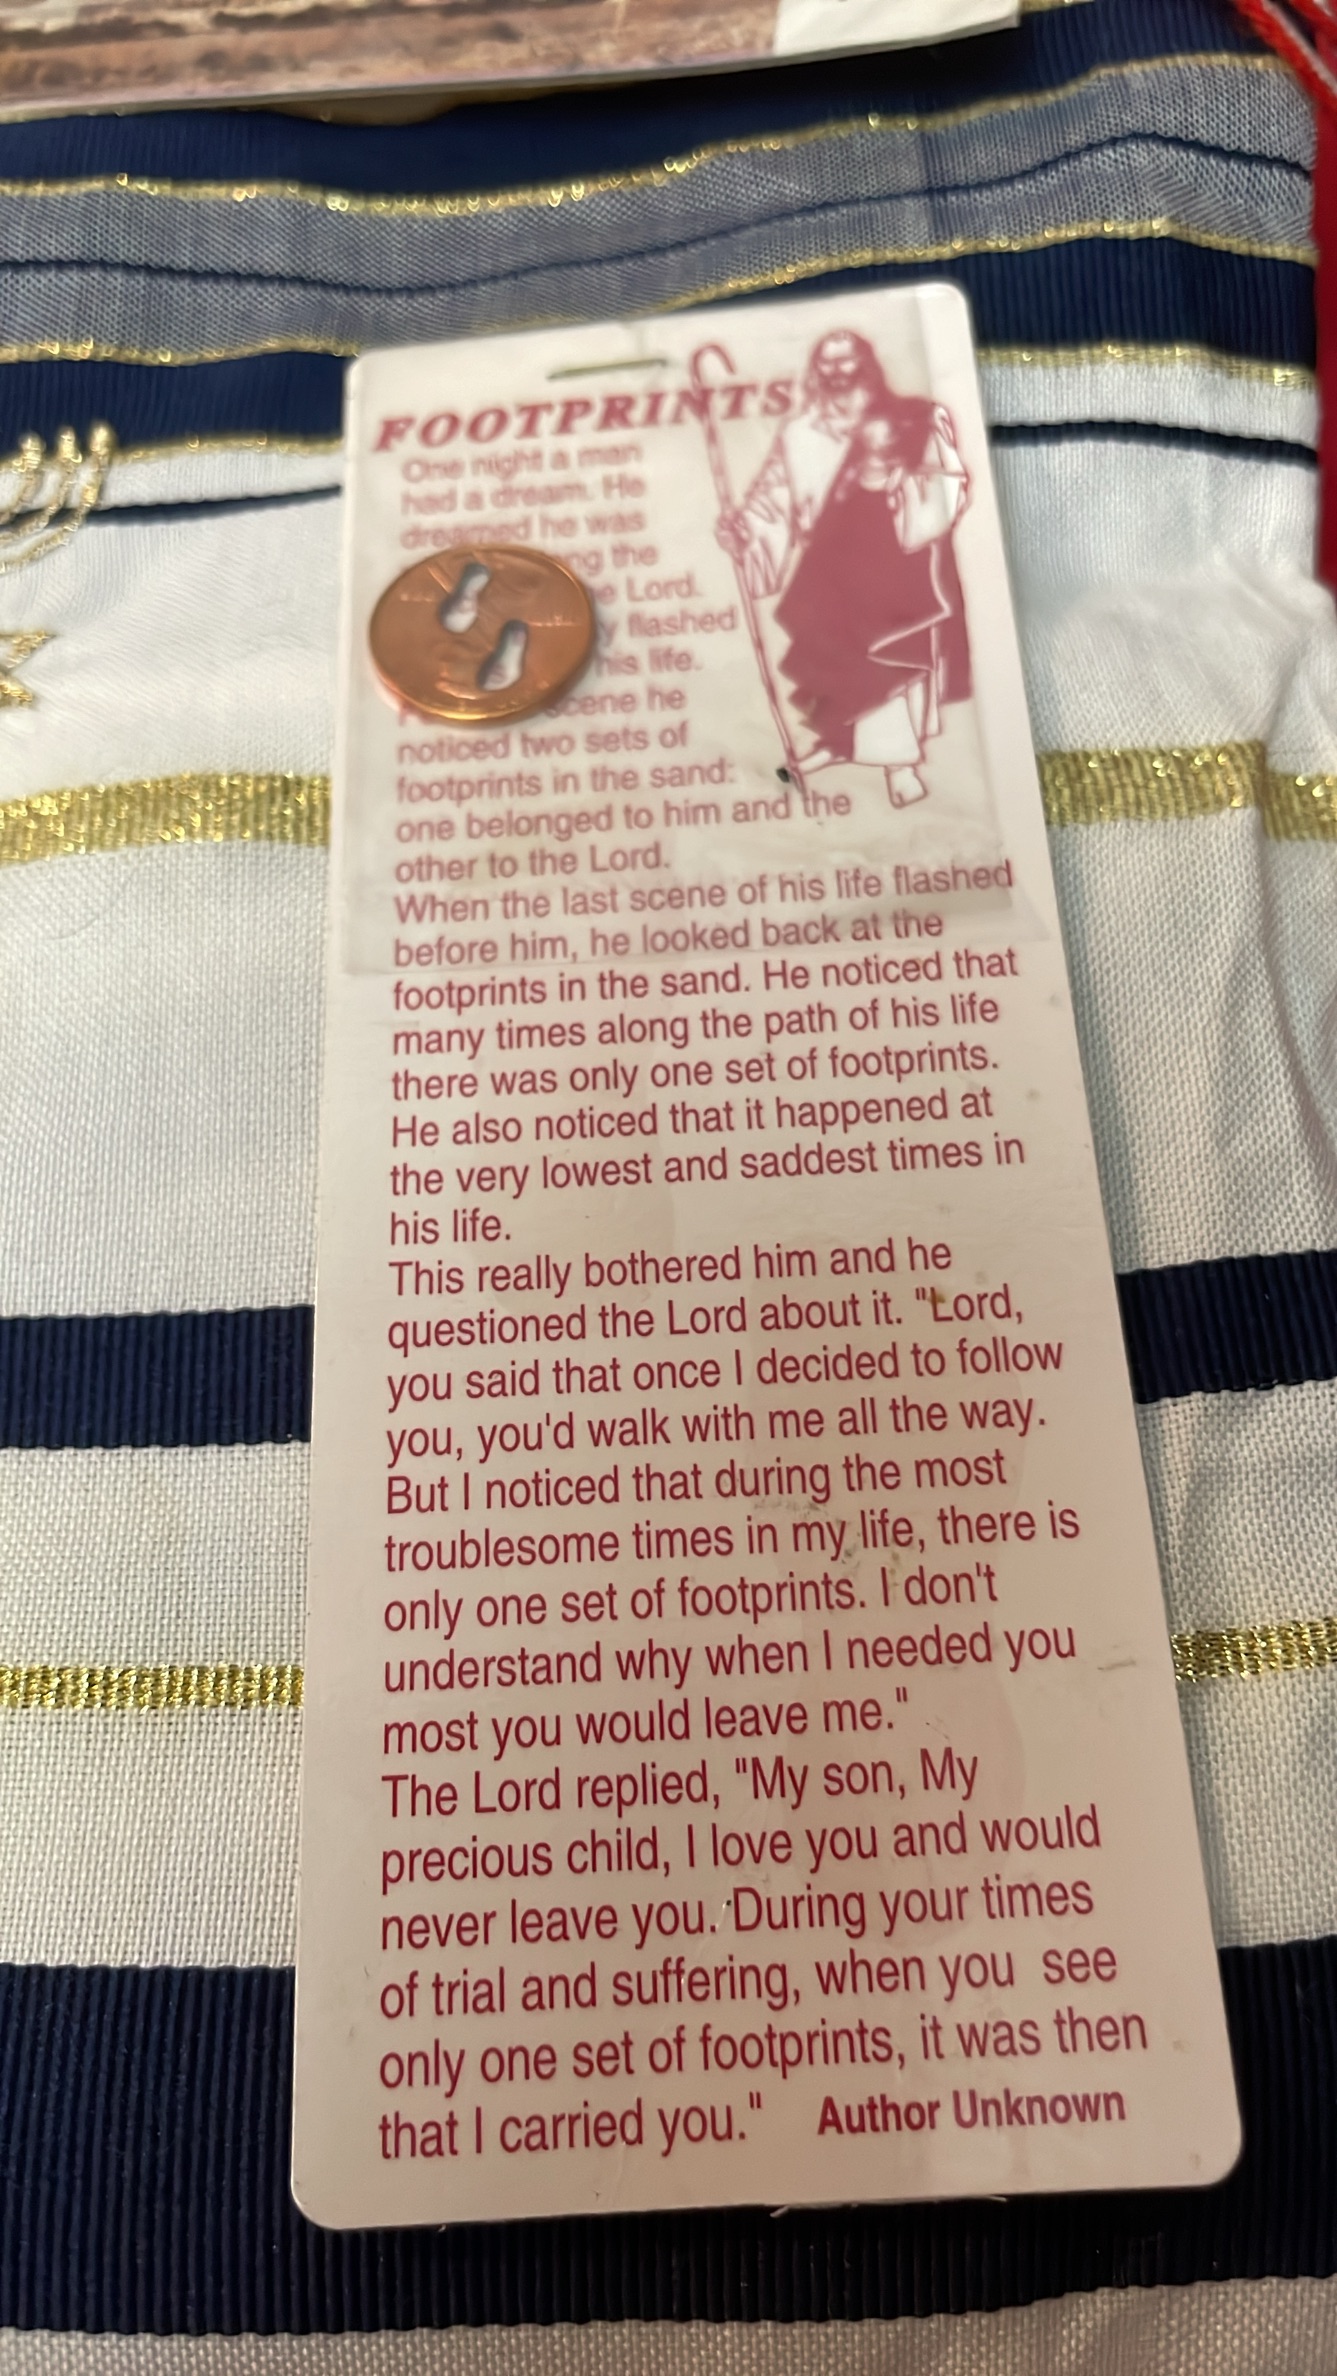 FOOTPRINTS
One night a man
had a dream. He
dreamed he was
the
Lord.
flashed
his life.
he
noticed two sets of
footprints in the sand:
one belonged to him and the
other to the Lord.
When the last scene of his life flashed
before him, he looked back at the
footprints in the sand. He noticed that
many times along the path of his life
there was only one set of footprints.
He also noticed that it happened at
the very lowest and saddest times in
his life.
This really bothered him and he
questioned the Lord about it. "Lord,
you said that once I decided to follow
you, you'd walk with me all the way.
But I noticed that during the most
troublesome times in my life, there is
only one set of footprints. I don't
understand why when I needed you
most you would leave me."
The Lord replied, "My son, My
precious child, I love you and would
never leave you. During your times
of trial and suffering, when you see
only one set of footprints, it was then
that I carried you." Author Unknown